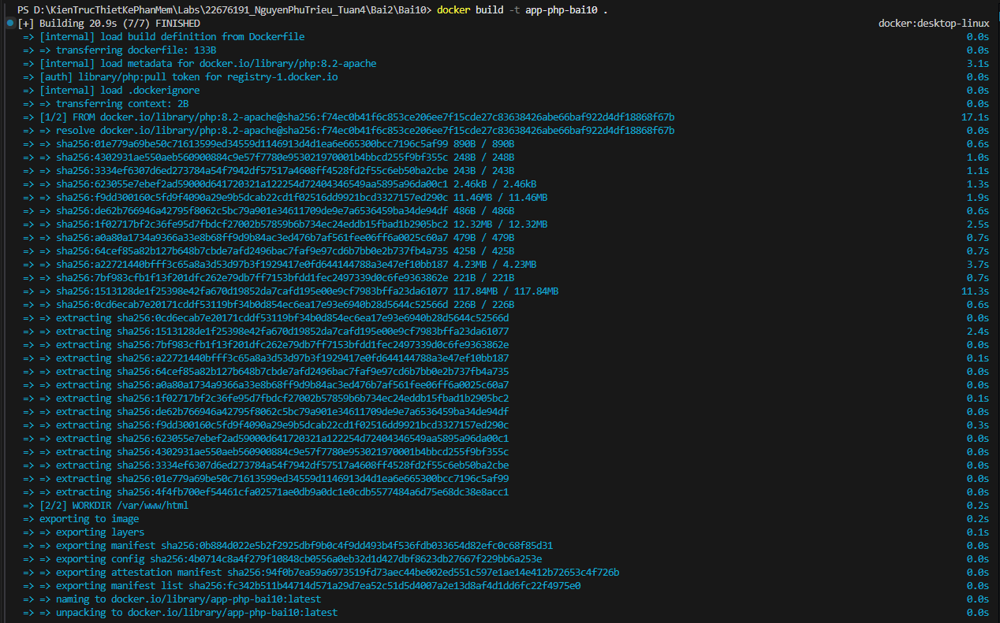 PS D:\KienTrucThietKePhanMem\Labs\22676191_NguyenPhuTrieu_Tuan4\Bai2\Bai10> docker build -t app-php-bai10 .
[+] Building 20.9s (7/7) FINISHED docker:desktop-linux
=> [internal] load build definition from Dockerfile 0.0s
=> => transferring dockerfile: 133B 0.0s
=> [internal] load metadata for docker.io/library/php:8.2-apache 3.1s
=> [auth] library/php:pull token for registry-1.docker.io 0.0s
=> [internal] load .dockerignore 0.0s
=> => transferring context: 2B 0.0s
=> [1/2] FROM docker.io/library/php:8.2-apache@sha256:f74ec0b41f6c853ce206ee7f15cde27c83638426abe66baf922d4df18868f67b 17.1s
=> => resolve docker.io/library/php:8.2-apache@sha256:f74ec0b41f6c853ce206ee7f15cde27c83638426abe66baf922d4df18868f67b 0.0s
=> => sha256:01e779a69be50c71613599ed34559d1146913d4d1ea6e665300bcc7196c5af99 890B / 890B 0.6s
=> => sha256:4302931ae550aeb560900884c9e57f7780e953021970001b4bbcd255f9bf355c 248B / 248B 1.0s
=> => sha256:3334ef6307d6ed273784a54f7942df57517a4608ff4528fd2f55c6eb50ba2cbe 243B / 243B 1.1s
=> => sha256:623055e7ebef2ad59000d641720321a122254d72404346549aa5895a96da00c1 2.46kB / 2.46kB 1.3s
=> => sha256:f9dd300160c5fd9f4090a29e9b5dcab22cd1f02516dd9921bcd3327157ed290c 11.46MB / 11.46MB 1.9s
=> => sha256:de62b766946a42795f8062c5bc79a901e34611709de9e7a6536459ba34de94df 486B / 486B 0.6s
=> => sha256:1f02717bf2c36fe95d7fbdcf27002b57859b6b734ec24eddb15fbad1b2905bc2 12.32MB / 12.32MB 2.5s
=> => sha256:a0a80a1734a9366a33e8b68ff9d9b84ac3ed476b7af561fee06ff6a0025c60a7 479B / 479B 0.7s
=> => sha256:64cef85a82b127b648b7cbde7afd2496bac7faf9e97cd6b7bb0e2b737fb4a735 425B / 425B 0.7s
=> => sha256:a22721440bfff3c65a8a3d53d97b3f1929417e0fd644144788a3e47ef10bb187 4.23MB / 4.23MB 3.7s
=> => sha256:7bf983cfb1f13f201dfc262e79db7ff7153bfdd1fec2497339d0c6fe9363862e 221B / 221B 0.7s
=> => sha256:1513128de1f25398e42fa670d19852da7cafd195e00e9cf7983bffa23da61077 117.84MB / 117.84MB 11.3s
=> => sha256:0cd6ecab7e20171cddf53119bf34b0d854ec6ea17e93e6940b28d5644c52566d 226B / 226B 0.6s
=> => extracting sha256:0cd6ecab7e20171cddf53119bf34b0d854ec6ea17e93e6940b28d5644c52566d 0.0s
=> => extracting sha256:1513128de1f25398e42fa670d19852da7cafd195e00e9cf7983bffa23da61077 2.4s
=> => extracting sha256:7bf983cfb1f13f201dfc262e79db7ff7153bfdd1fec2497339d0c6fe9363862e 0.0s
=> => extracting sha256:a22721440bfff3c65a8a3d53d97b3f1929417e0fd644144788a3e47ef10bb187 0.1s
=> => extracting sha256:64cef85a82b127b648b7cbde7afd2496bac7faf9e97cd6b7bb0e2b737fb4a735 0.0s
=> => extracting sha256:a0a80a1734a9366a33e8b68ff9d9b84ac3ed476b7af561fee06ff6a0025c60a7 0.0s
=> => extracting sha256:1f02717bf2c36fe95d7fbdcf27002b57859b6b734ec24eddb15fbad1b2905bc2 0.1s
=> => extracting sha256:de62b766946a42795f8062c5bc79a901e34611709de9e7a6536459ba34de94df 0.0s
=> => extracting sha256:f9dd300160c5fd9f4090a29e9b5dcab22cd1f02516dd9921bcd3327157ed290c 0.3s
=> => extracting sha256:623055e7ebef2ad59000d641720321a122254d72404346549aa5895a96da00c1 0.0s
=> => extracting sha256:4302931ae550aeb560900884c9e57f7780e953021970001b4bbcd255f9bf355c 0.0s
=> => extracting sha256:3334ef6307d6ed273784a54f7942df57517a4608ff4528fd2f55c6eb50ba2cbe 0.0s
=> => extracting sha256:01e779a69be50c71613599ed34559d1146913d4d1ea6e665300bcc7196c5af99 0.0s
=> => extracting sha256:4f4fb700ef54461cfa02571ae0db9a0dc1e0cdb5577484a6d75e68dc38e8acc1 0.0s
=> [2/2] WORKDIR /var/www/html 0.2s
=> exporting to image 0.2s
=> => exporting layers 0.1s
=> => exporting manifest sha256:0b884d022e5b2f2925dbf9b0c4f9dd493b4f536fdb033654d82efc0c68f85d31 0.0s
=> => exporting config sha256:4b0714c8a4f279f10848cb0556a0eb32d1d427dbf8623db27667f229bb6a253e 0.0s
=> => exporting attestation manifest sha256:94f0b7ea59a6973519fd73aec44be002ed551c597e1ae14e412b72653c4f726b 0.0s
=> => exporting manifest list sha256:fc342b511b44714d571a29d7ea52c51d5d4007a2e13d8af4d1dd6fc22f4975e0 0.0s
=> => naming to docker.io/library/app-php-bai10:latest 0.0s
=> => unpacking to docker.io/library/app-php-bai10:latest 0.0s